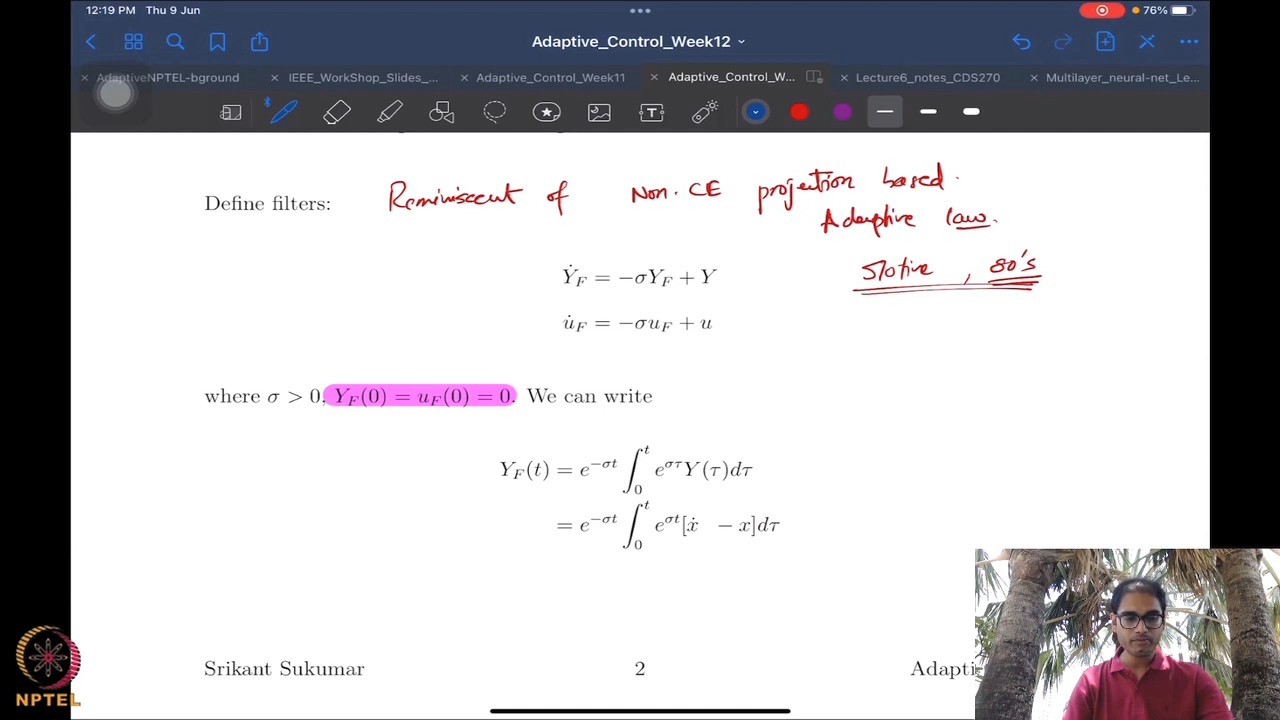 12:19 PM Thu 9 Jun
76%
Adaptive_Control_Week12
AdaptiveNPTEL-bground
IEEE_WorkShop_Slides_...
Adaptive_Control_Week11
Adaptive_Control_W...
Lecture6_notes_CDS270
Multilayer_neural-net_Le...
Define filters:
Reminiscent of Non-CE projection based
Adaptive law.
Slotine, 80's
Ẏ_F = −σY_F + Y
u̇_F = −σu_F + u
where σ > 0, Y_F(0) = u_F(0) = 0. We can write
Y_F(t) = e^{−σt} ∫_0^t e^{στ} Y(τ)dτ
= e^{−σt} ∫_0^t e^{σt} [ẋ − x]dτ
Srikant Sukumar
2
Adapti
NPTEL